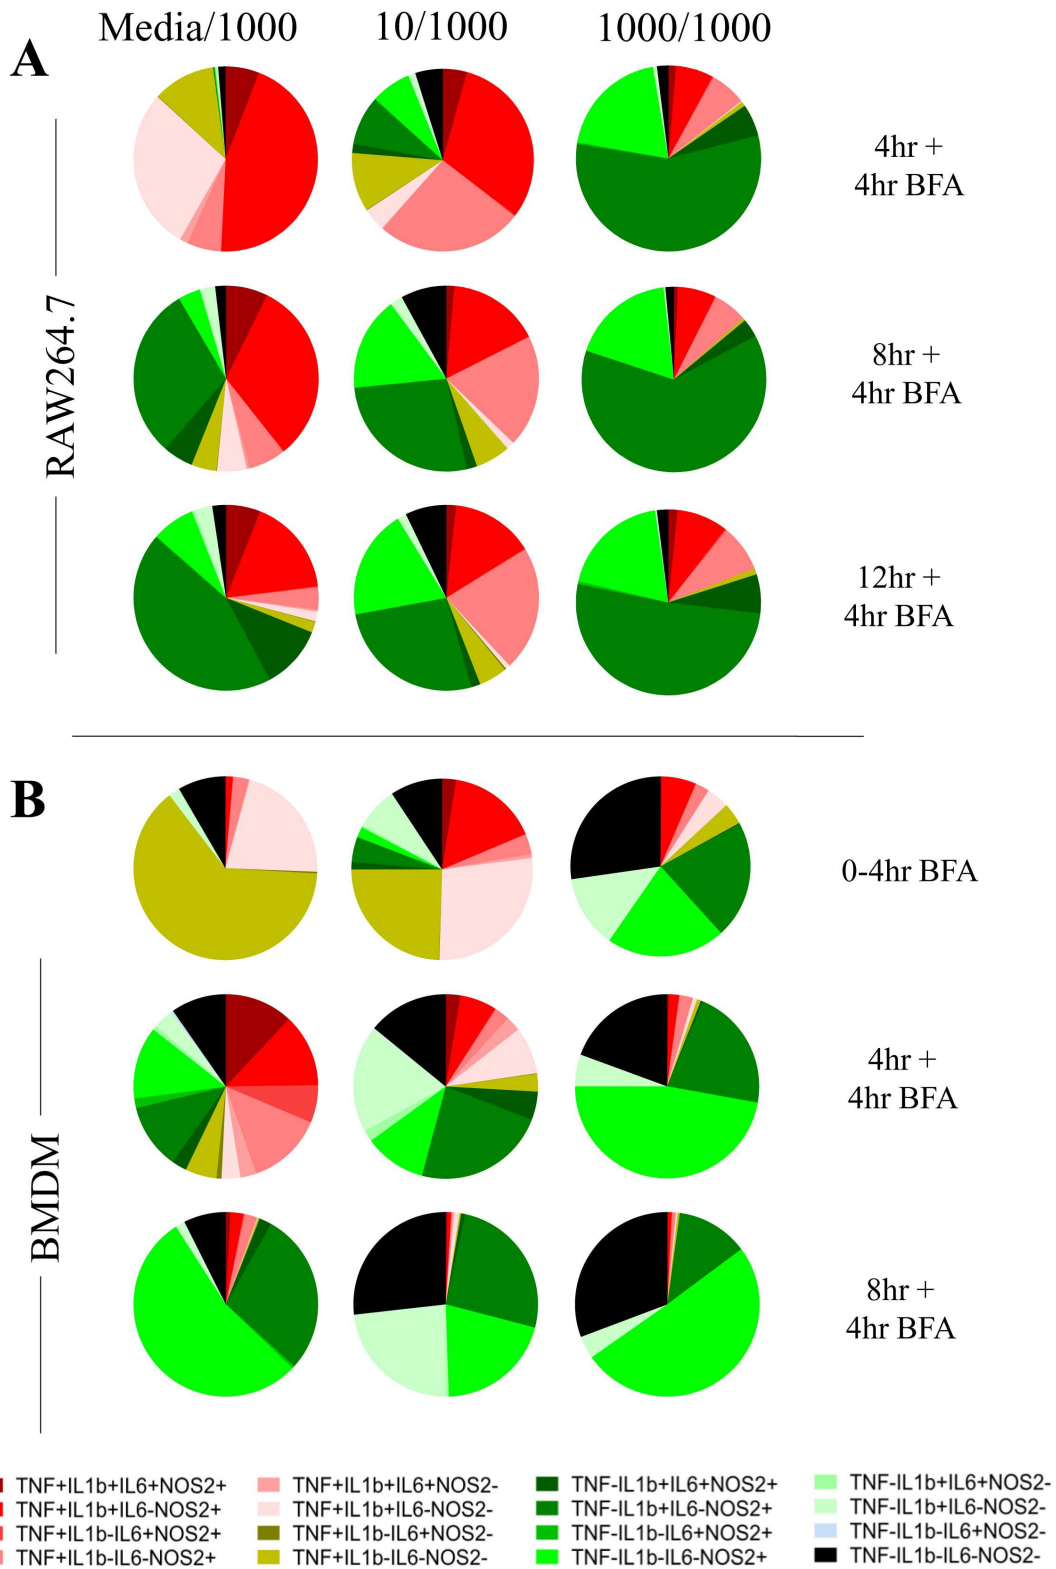 Media/1000 10/1000 1000/1000
A
4hr +
4hr BFA
RAW264.7
8hr +
4hr BFA
12hr +
4hr BFA
B
0-4hr BFA
BMDM
4hr +
4hr BFA
8hr +
4hr BFA
TNF+IL1b+IL6+NOS2+ TNF+IL1b+IL6+NOS2- TNF-IL1b+IL6+NOS2+ TNF-IL1b+IL6+NOS2-
TNF+IL1b+IL6-NOS2+ TNF+IL1b+IL6-NOS2- TNF-IL1b+IL6-NOS2+ TNF-IL1b+IL6-NOS2-
TNF+IL1b-IL6+NOS2+ TNF+IL1b-IL6+NOS2- TNF-IL1b-IL6+NOS2+ TNF-IL1b-IL6+NOS2-
TNF+IL1b-IL6-NOS2+ TNF+IL1b-IL6-NOS2- TNF-IL1b-IL6-NOS2+ TNF-IL1b-IL6-NOS2-